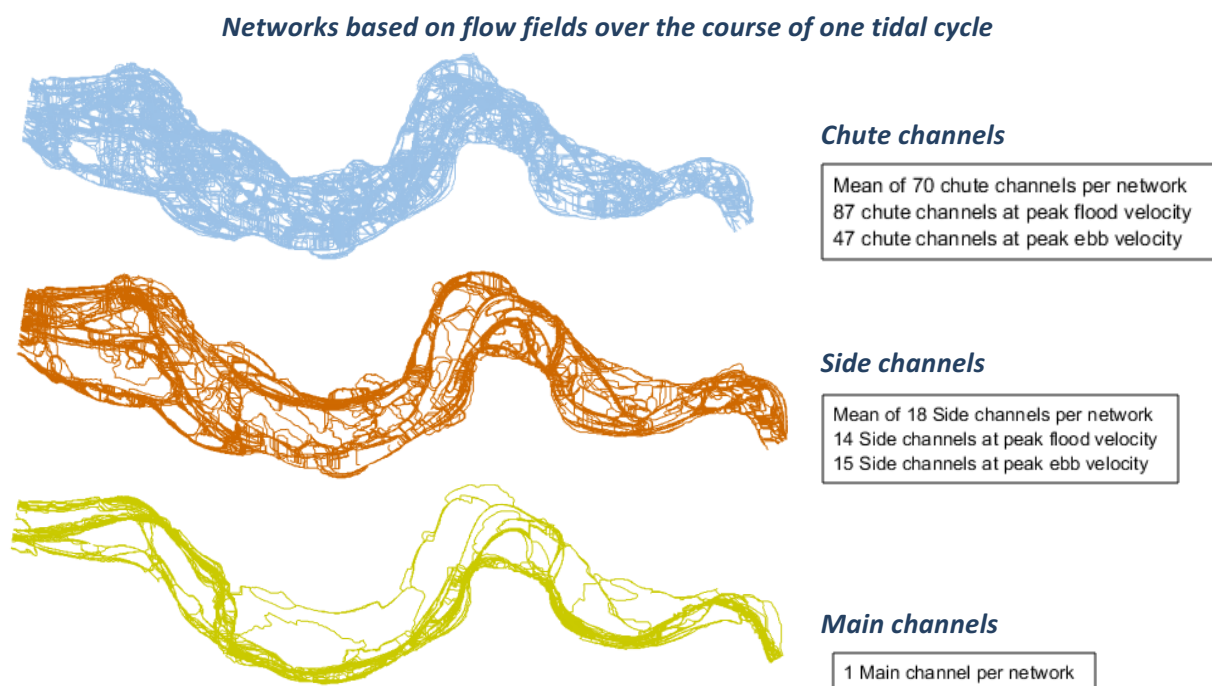 Networks based on flow fields over the course of one tidal cycle
Chute channels
Mean of 70 chute channels per network
87 chute channels at peak flood velocity
47 chute channels at peak ebb velocity
Side channels
Mean of 18 Side channels per network
14 Side channels at peak flood velocity
15 Side channels at peak ebb velocity
Main channels
1 Main channel per network